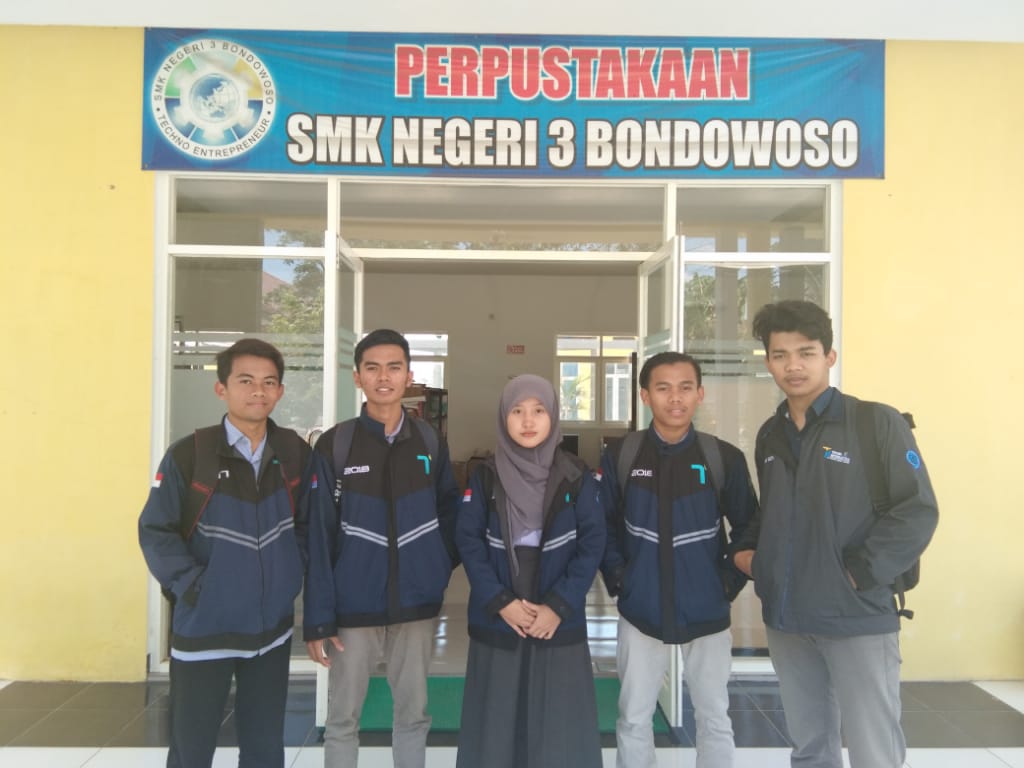 PERPUSTAKAAN
SMK NEGERI 3 BONDOWOSO
SMK NEGERI 3 BONDOWOSO
TECHNO ENTREPRENEUR
2018
2018